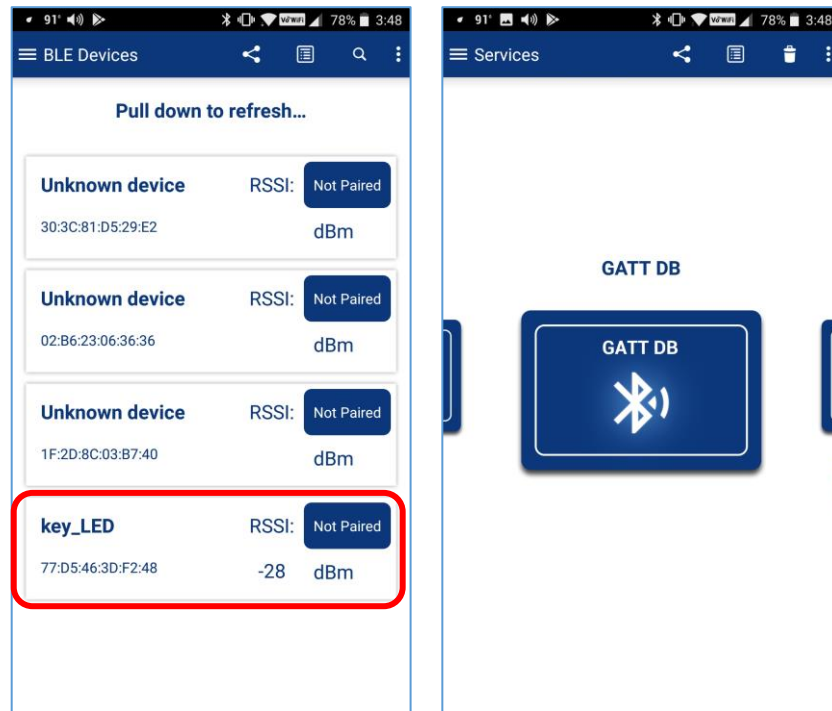 91° 78% 3:48
BLE Devices
Pull down to refresh...
Unknown device RSSI: Not Paired
30:3C:81:D5:29:E2 dBm
Unknown device RSSI: Not Paired
02:B6:23:06:36:36 dBm
Unknown device RSSI: Not Paired
1F:2D:8C:03:B7:40 dBm
key_LED RSSI: Not Paired
77:D5:46:3D:F2:48 -28 dBm
91° 78% 3:48
Services
GATT DB
GATT DB